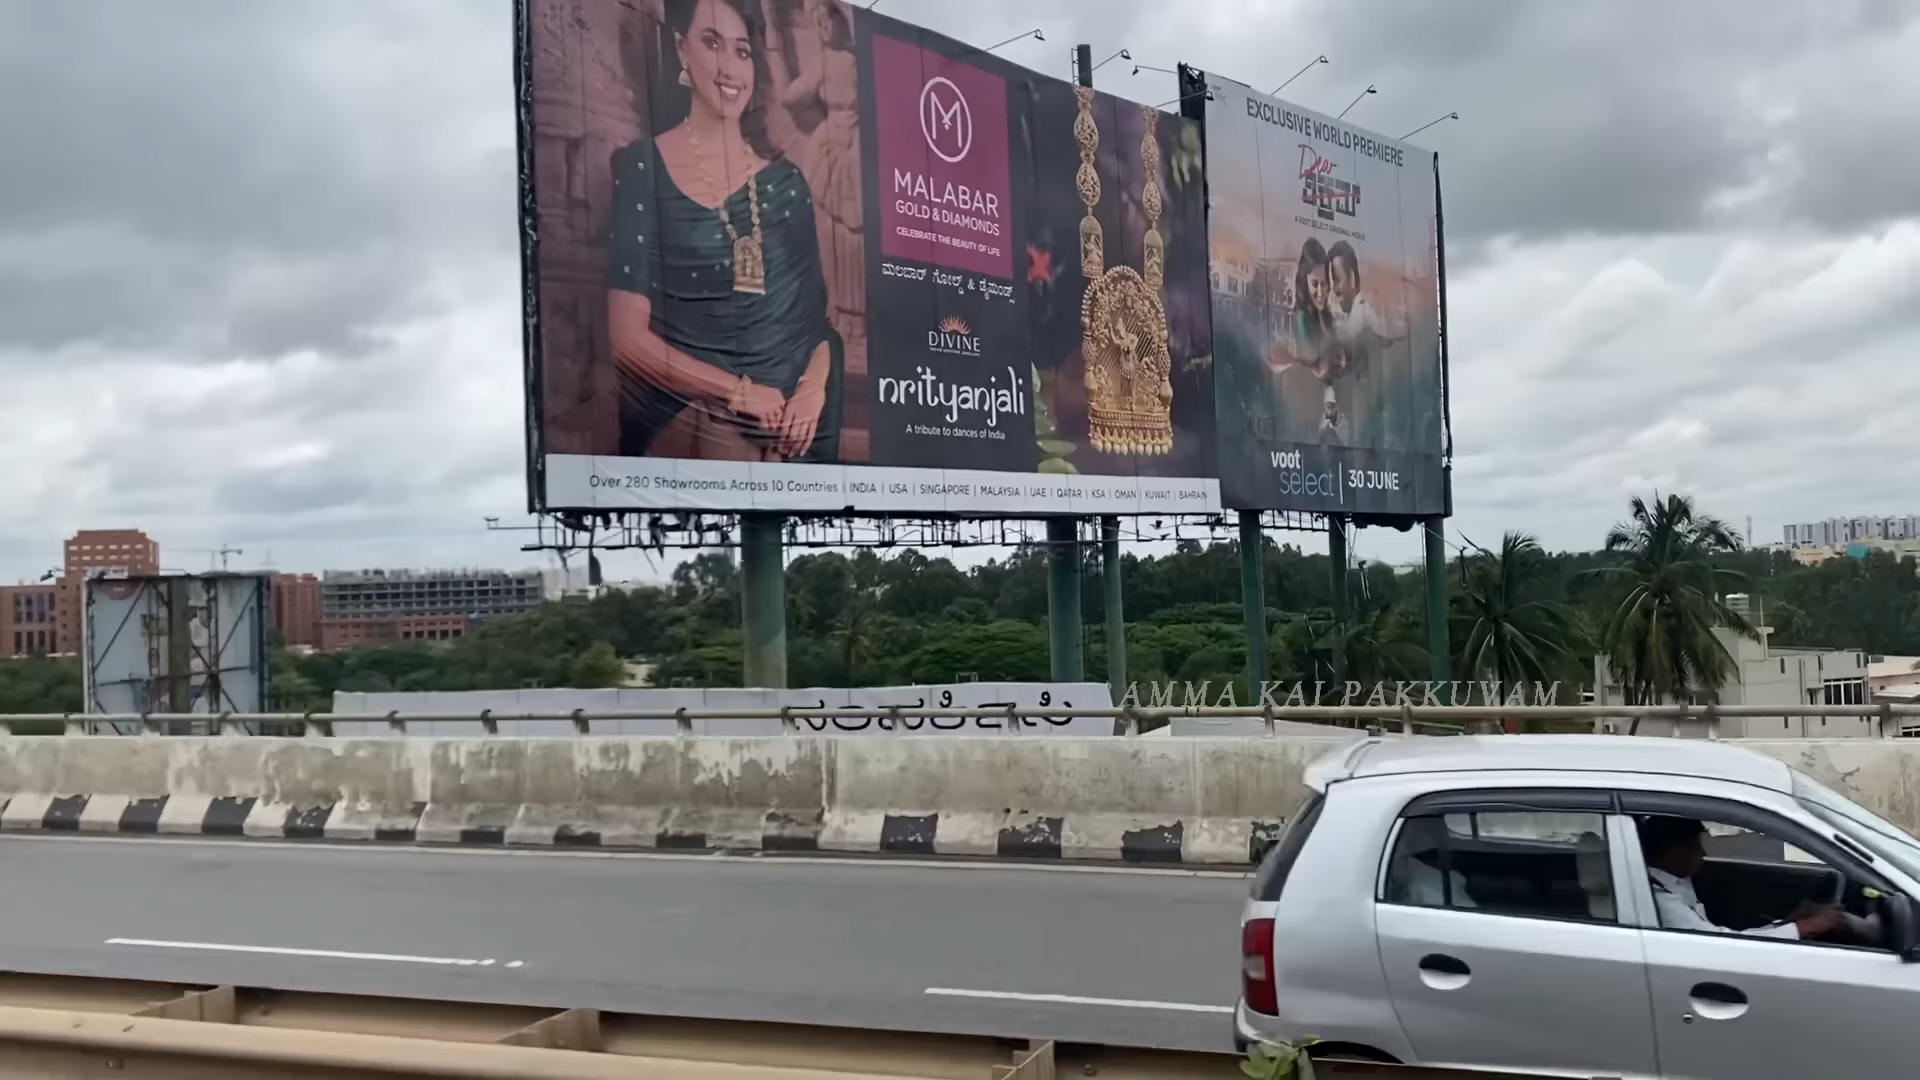 MALABAR
GOLD & DIAMONDS
CELEBRATE THE BEAUTY OF LIFE
ಮಲಬಾರ್ ಗೋಲ್ಡ್ & ಡೈಮಂಡ್ಸ್
DIVINE
nrityanjali
A tribute to dances of India
Over 280 Showrooms Across 10 Countries | INDIA | USA | SINGAPORE | MALAYSIA | UAE | QATAR | KSA | OMAN | KUWAIT | BAHRAIN
EXCLUSIVE WORLD PREMIERE
Dear
A VOOT SELECT ORIGINAL MOVIE
voot
select | 30 JUNE
AMMA KAI PAKKUVAM